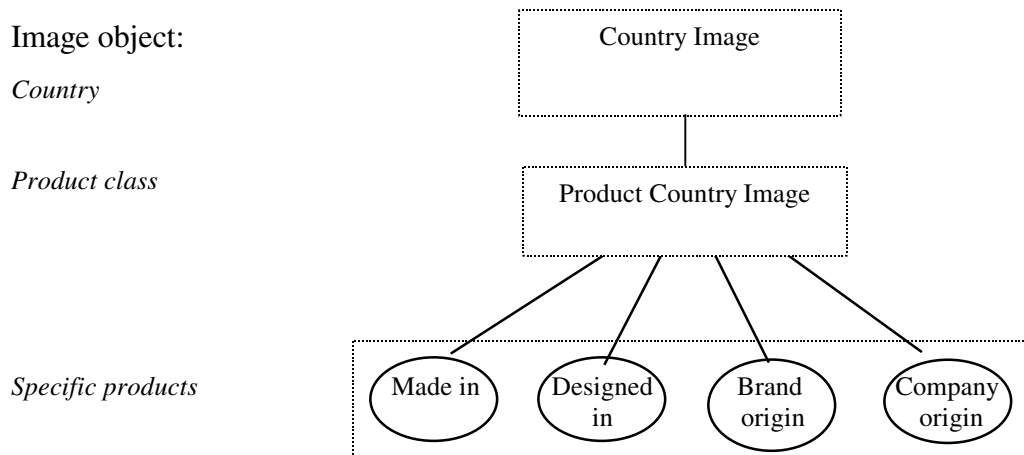 Image object:
Country Image
Country
Product class
Product Country Image
Specific products
Made in
Designed
in
Brand
origin
Company
origin